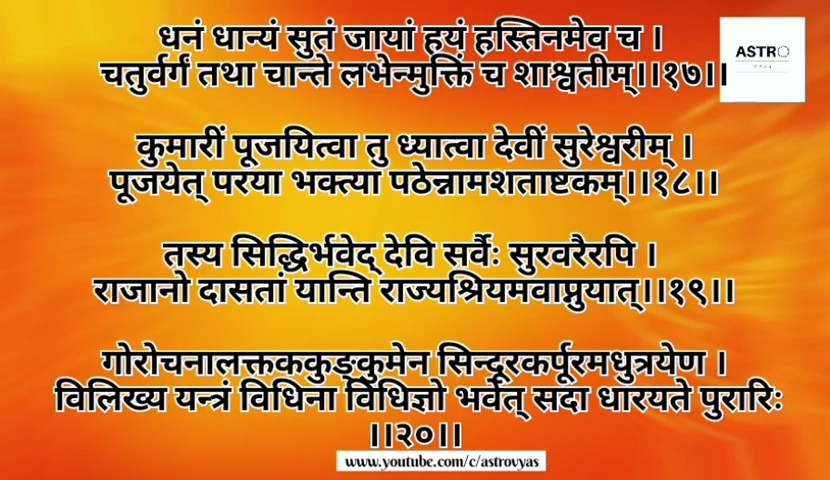 धनं धान्यं सुतं जायां हयं हस्तिनमेव च ।
ASTRO
चतुर्वर्गं तथा चान्ते लभेन्मुक्तिं च शाश्वतीम्।।१७।।
कुमारीं पूजयित्वा तु ध्यात्वा देवीं सुरेश्वरीम् ।
पूजयेत् परया भक्त्या पठेन्नामशताष्टकम्।।१८।।
तस्य सिद्धिर्भवेद् देवि सर्वैः सुरवरैरपि ।
राजानो दासतां यान्ति राज्यश्रियमवाप्नुयात्।।१९।।
गोरोचनालक्तककुङ्कुमेन सिन्दूरकर्पूरमधुत्रयेण ।
विलिख्य यन्त्रं विधिना विधिज्ञो भवेत् सदा धारयते पुरारिः
।।२०।।
www.youtube.com/c/astrovyas